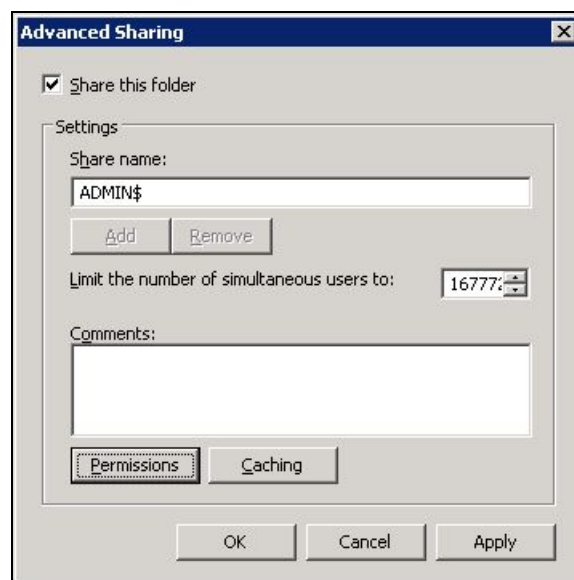 Advanced Sharing
Share this folder
Settings
Share name:
ADMIN$
Add Remove
Limit the number of simultaneous users to: 16777
Comments:
Permissions Caching
OK Cancel Apply